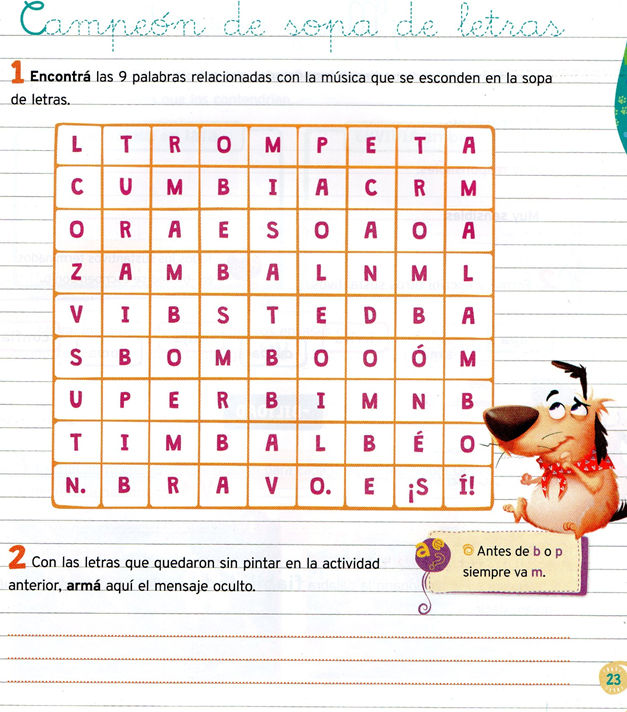 Campeón de sopa de letras
1 Encontrá las 9 palabras relacionadas con la música que se esconden en la sopa
de letras.
L T R O M P E T A
C U M B I A C R M
O R A E S O A O A
Z A M B A L N M L
V I B S T E D B A
S B O M B O O Ó M
U P E R B I M N B
T I M B A L B É O
N. B R A V O. E ¡S Í!
2 Con las letras que quedaron sin pintar en la actividad
anterior, armá aquí el mensaje oculto.
Antes de b o p
siempre va m.
23